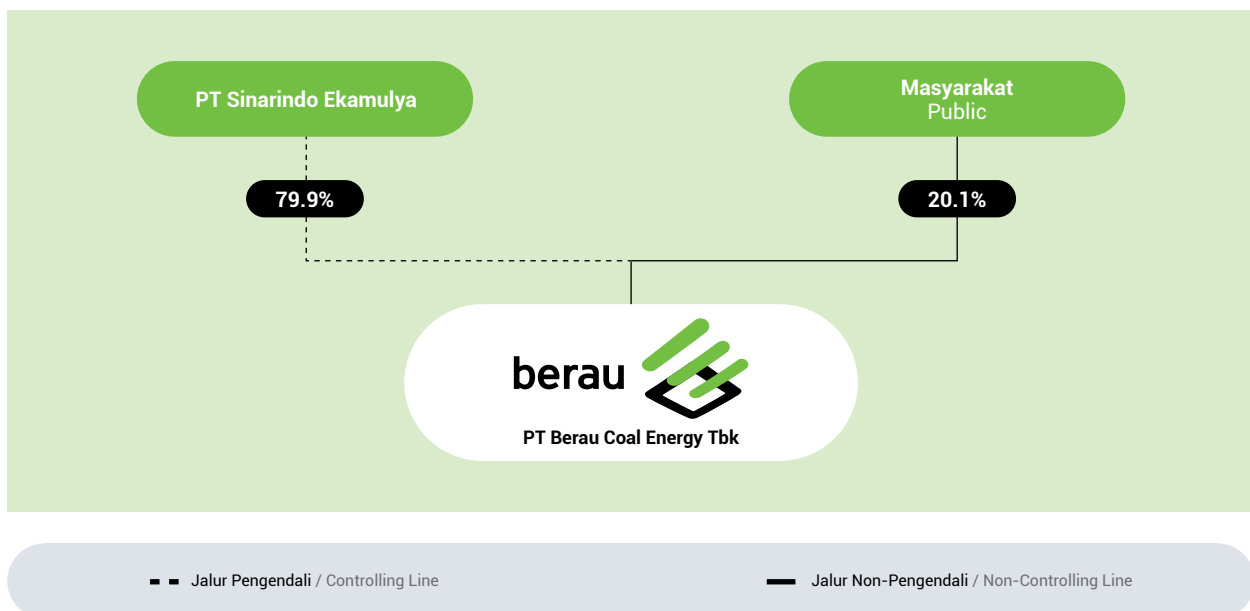 PT Sinarindo Ekamulya
Masyarakat
Public
79.9%
20.1%
berau
PT Berau Coal Energy Tbk
Jalur Pengendali / Controlling Line
Jalur Non-Pengendali / Non-Controlling Line